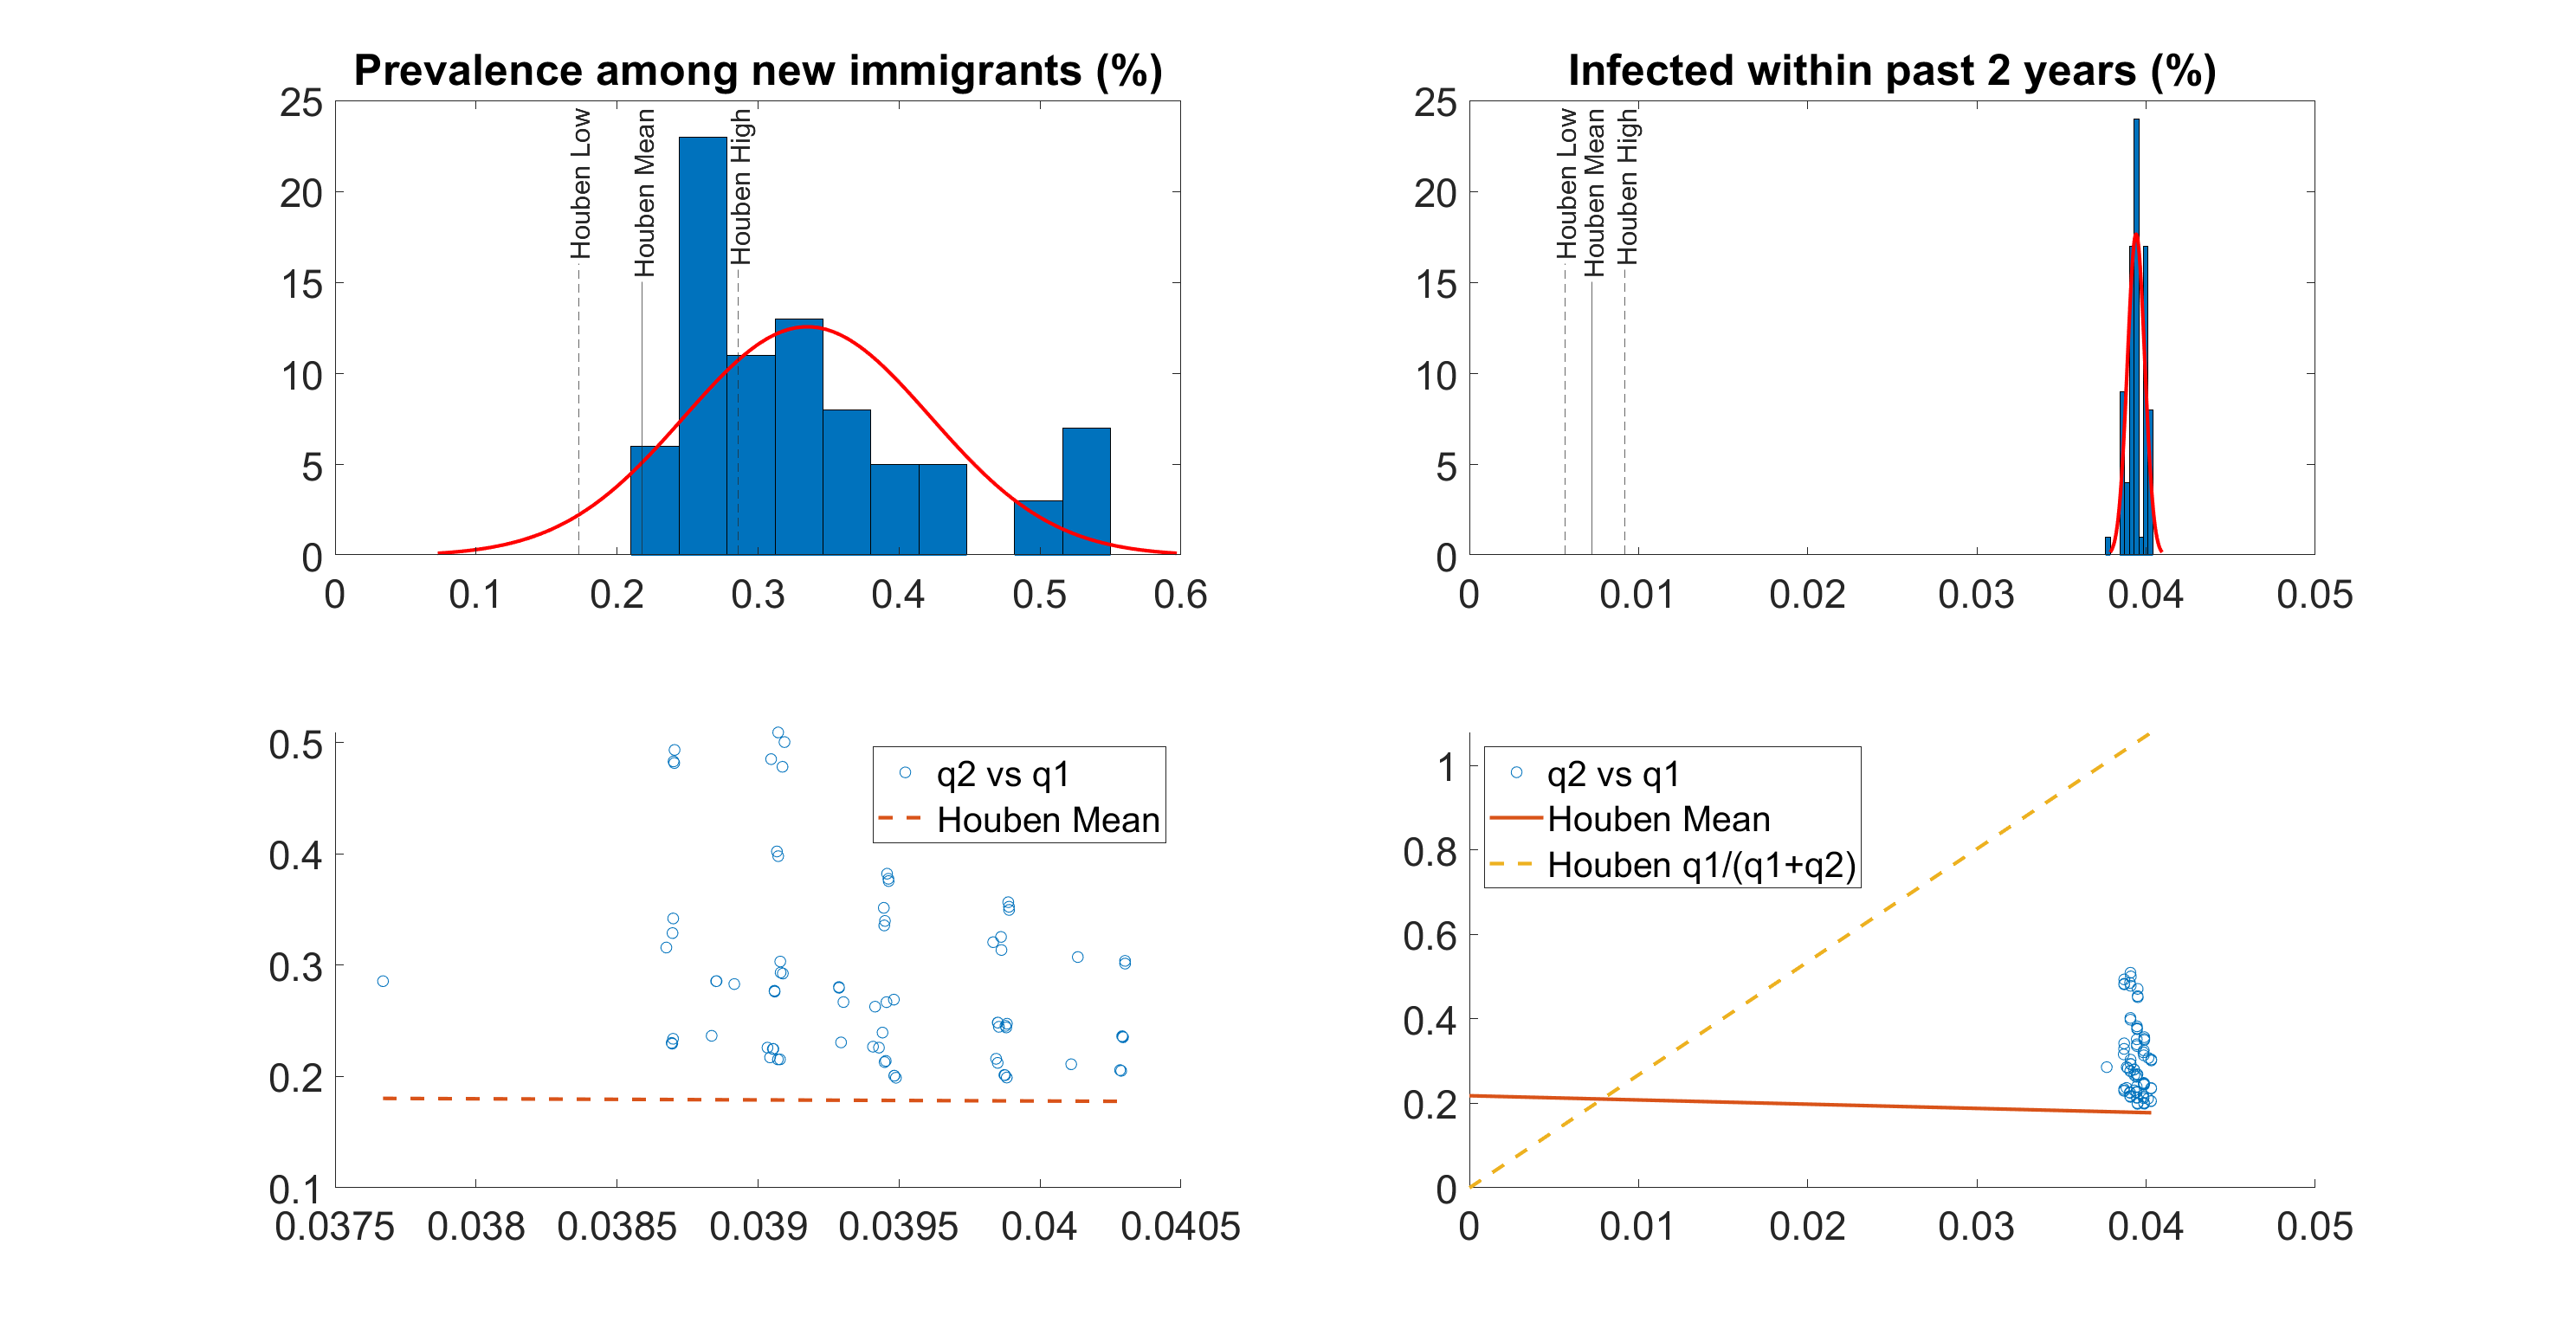 Prevalence among new immigrants (%)
25
20
15
10
5
0
0 0.1 0.2 0.3 0.4 0.5 0.6
Houben Low
Houben Mean
Houben High
Infected within past 2 years (%)
25
20
15
10
5
0
0 0.01 0.02 0.03 0.04 0.05
Houben Low
Houben Mean
Houben High
0.5
0.4
0.3
0.2
0.1
0.0375 0.038 0.0385 0.039 0.0395 0.04 0.0405
q2 vs q1
Houben Mean
1
0.8
0.6
0.4
0.2
0
0 0.01 0.02 0.03 0.04 0.05
q2 vs q1
Houben Mean
Houben q1/(q1+q2)